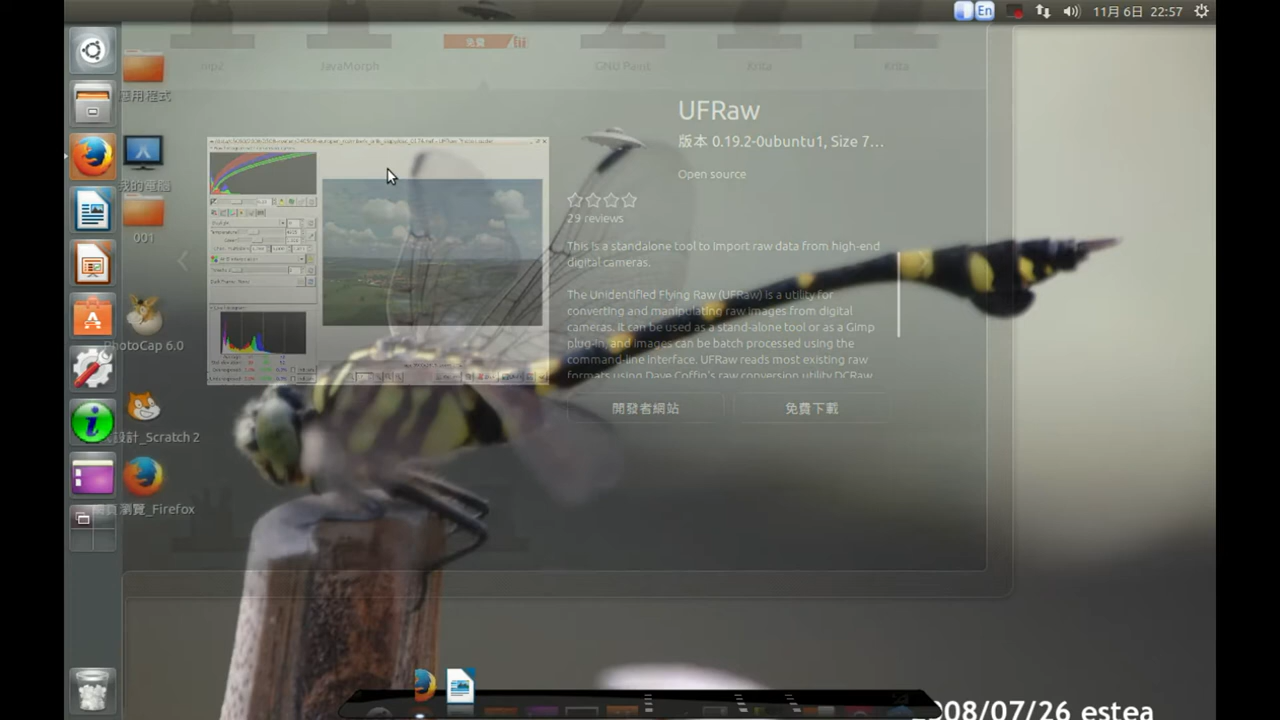 En
11月 6日 22:57
免費
mpz
JavaMorph
GNU Paint
Krita
Krita
應用程式
我的電腦
001
PhotoCap 6.0
設計_Scratch 2
網頁瀏覽_Firefox
UFRaw
版本 0.19.2-0ubuntu1, Size 7…
Open source
29 reviews
This is a standalone tool to import raw data from high-end
digital cameras.
The Unidentified Flying Raw (UFRaw) is a utility for
converting and manipulating raw images from digital
cameras. It can be used as a stand-alone tool or as a Gimp
plug-in, and images can be batch processed using the
command-line interface. UFRaw reads most existing raw
formats using Dave Coffin's raw conversion utility DCRaw.
開發者網站
免費下載
2008/07/26 estea